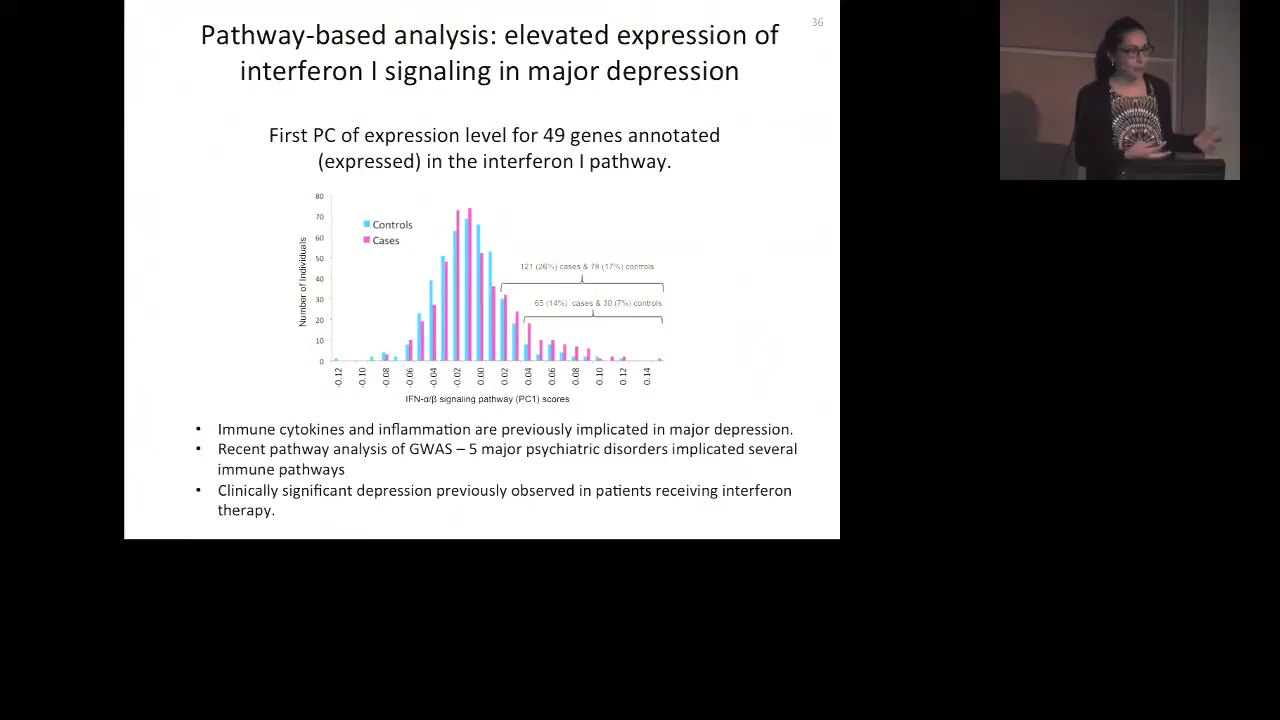 36
Pathway-based analysis: elevated expression of
interferon I signaling in major depression
First PC of expression level for 49 genes annotated
(expressed) in the interferon I pathway.
80
70
60
50
40
30
20
10
0
Number of individuals
Controls
Cases
121 (26%) cases & 78 (17%) controls
65 (14%) cases & 30 (7%) controls
-0.12 -0.10 -0.08 -0.06 -0.04 -0.02 0.00 0.02 0.04 0.06 0.08 0.10 0.12 0.14
IFN-α/β signaling pathway (PC1) scores
• Immune cytokines and inflammation are previously implicated in major depression.
• Recent pathway analysis of GWAS – 5 major psychiatric disorders implicated several
immune pathways
• Clinically significant depression previously observed in patients receiving interferon
therapy.